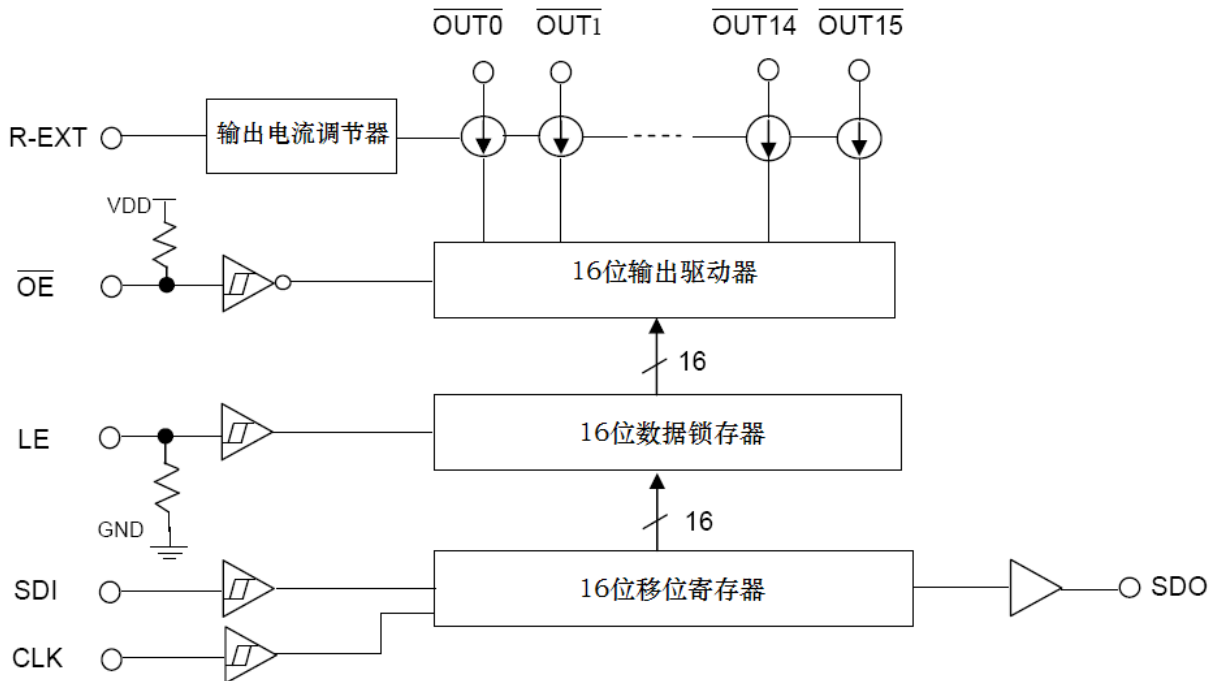 OUT0 OUT1 OUT14 OUT15
R-EXT
输出电流调节器
VDD
OE
16位输出驱动器
16
LE
16位数据锁存器
GND
16
SDI
16位移位寄存器
SDO
CLK